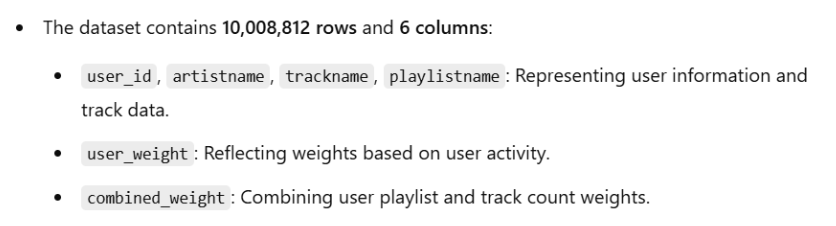 The dataset contains 10,008,812 rows and 6 columns:
user_id, artistname, trackname, playlistname: Representing user information and
track data.
user_weight: Reflecting weights based on user activity.
combined_weight: Combining user playlist and track count weights.